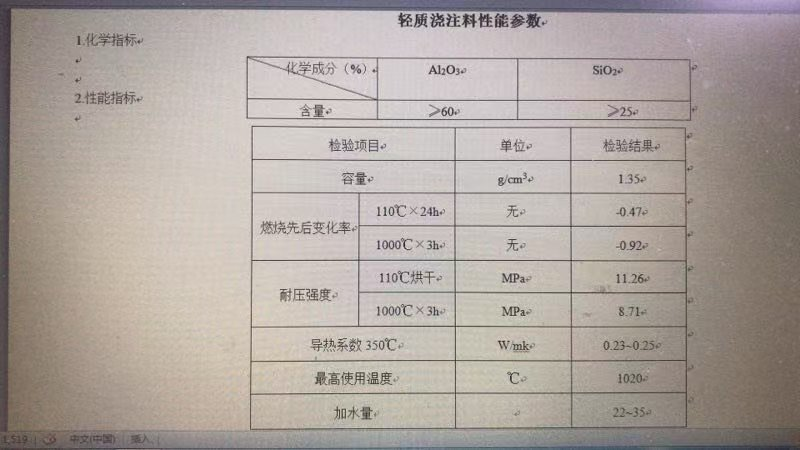 轻质浇注料性能参数
1.化学指标
化学成分（%） Al2O3 SiO2
含量 ≥60 ≥25
2.性能指标
检验项目 单位 检验结果
容量 g/cm3 1.35
燃烧先后变化率 110℃×24h 无 -0.47
1000℃×3h 无 -0.92
耐压强度 110℃烘干 MPa 11.26
1000℃×3h MPa 8.71
导热系数 350℃ W/mk 0.23~0.25
最高使用温度 ℃ 1020
加水量 22~35
1,519 中文(中国) 插入